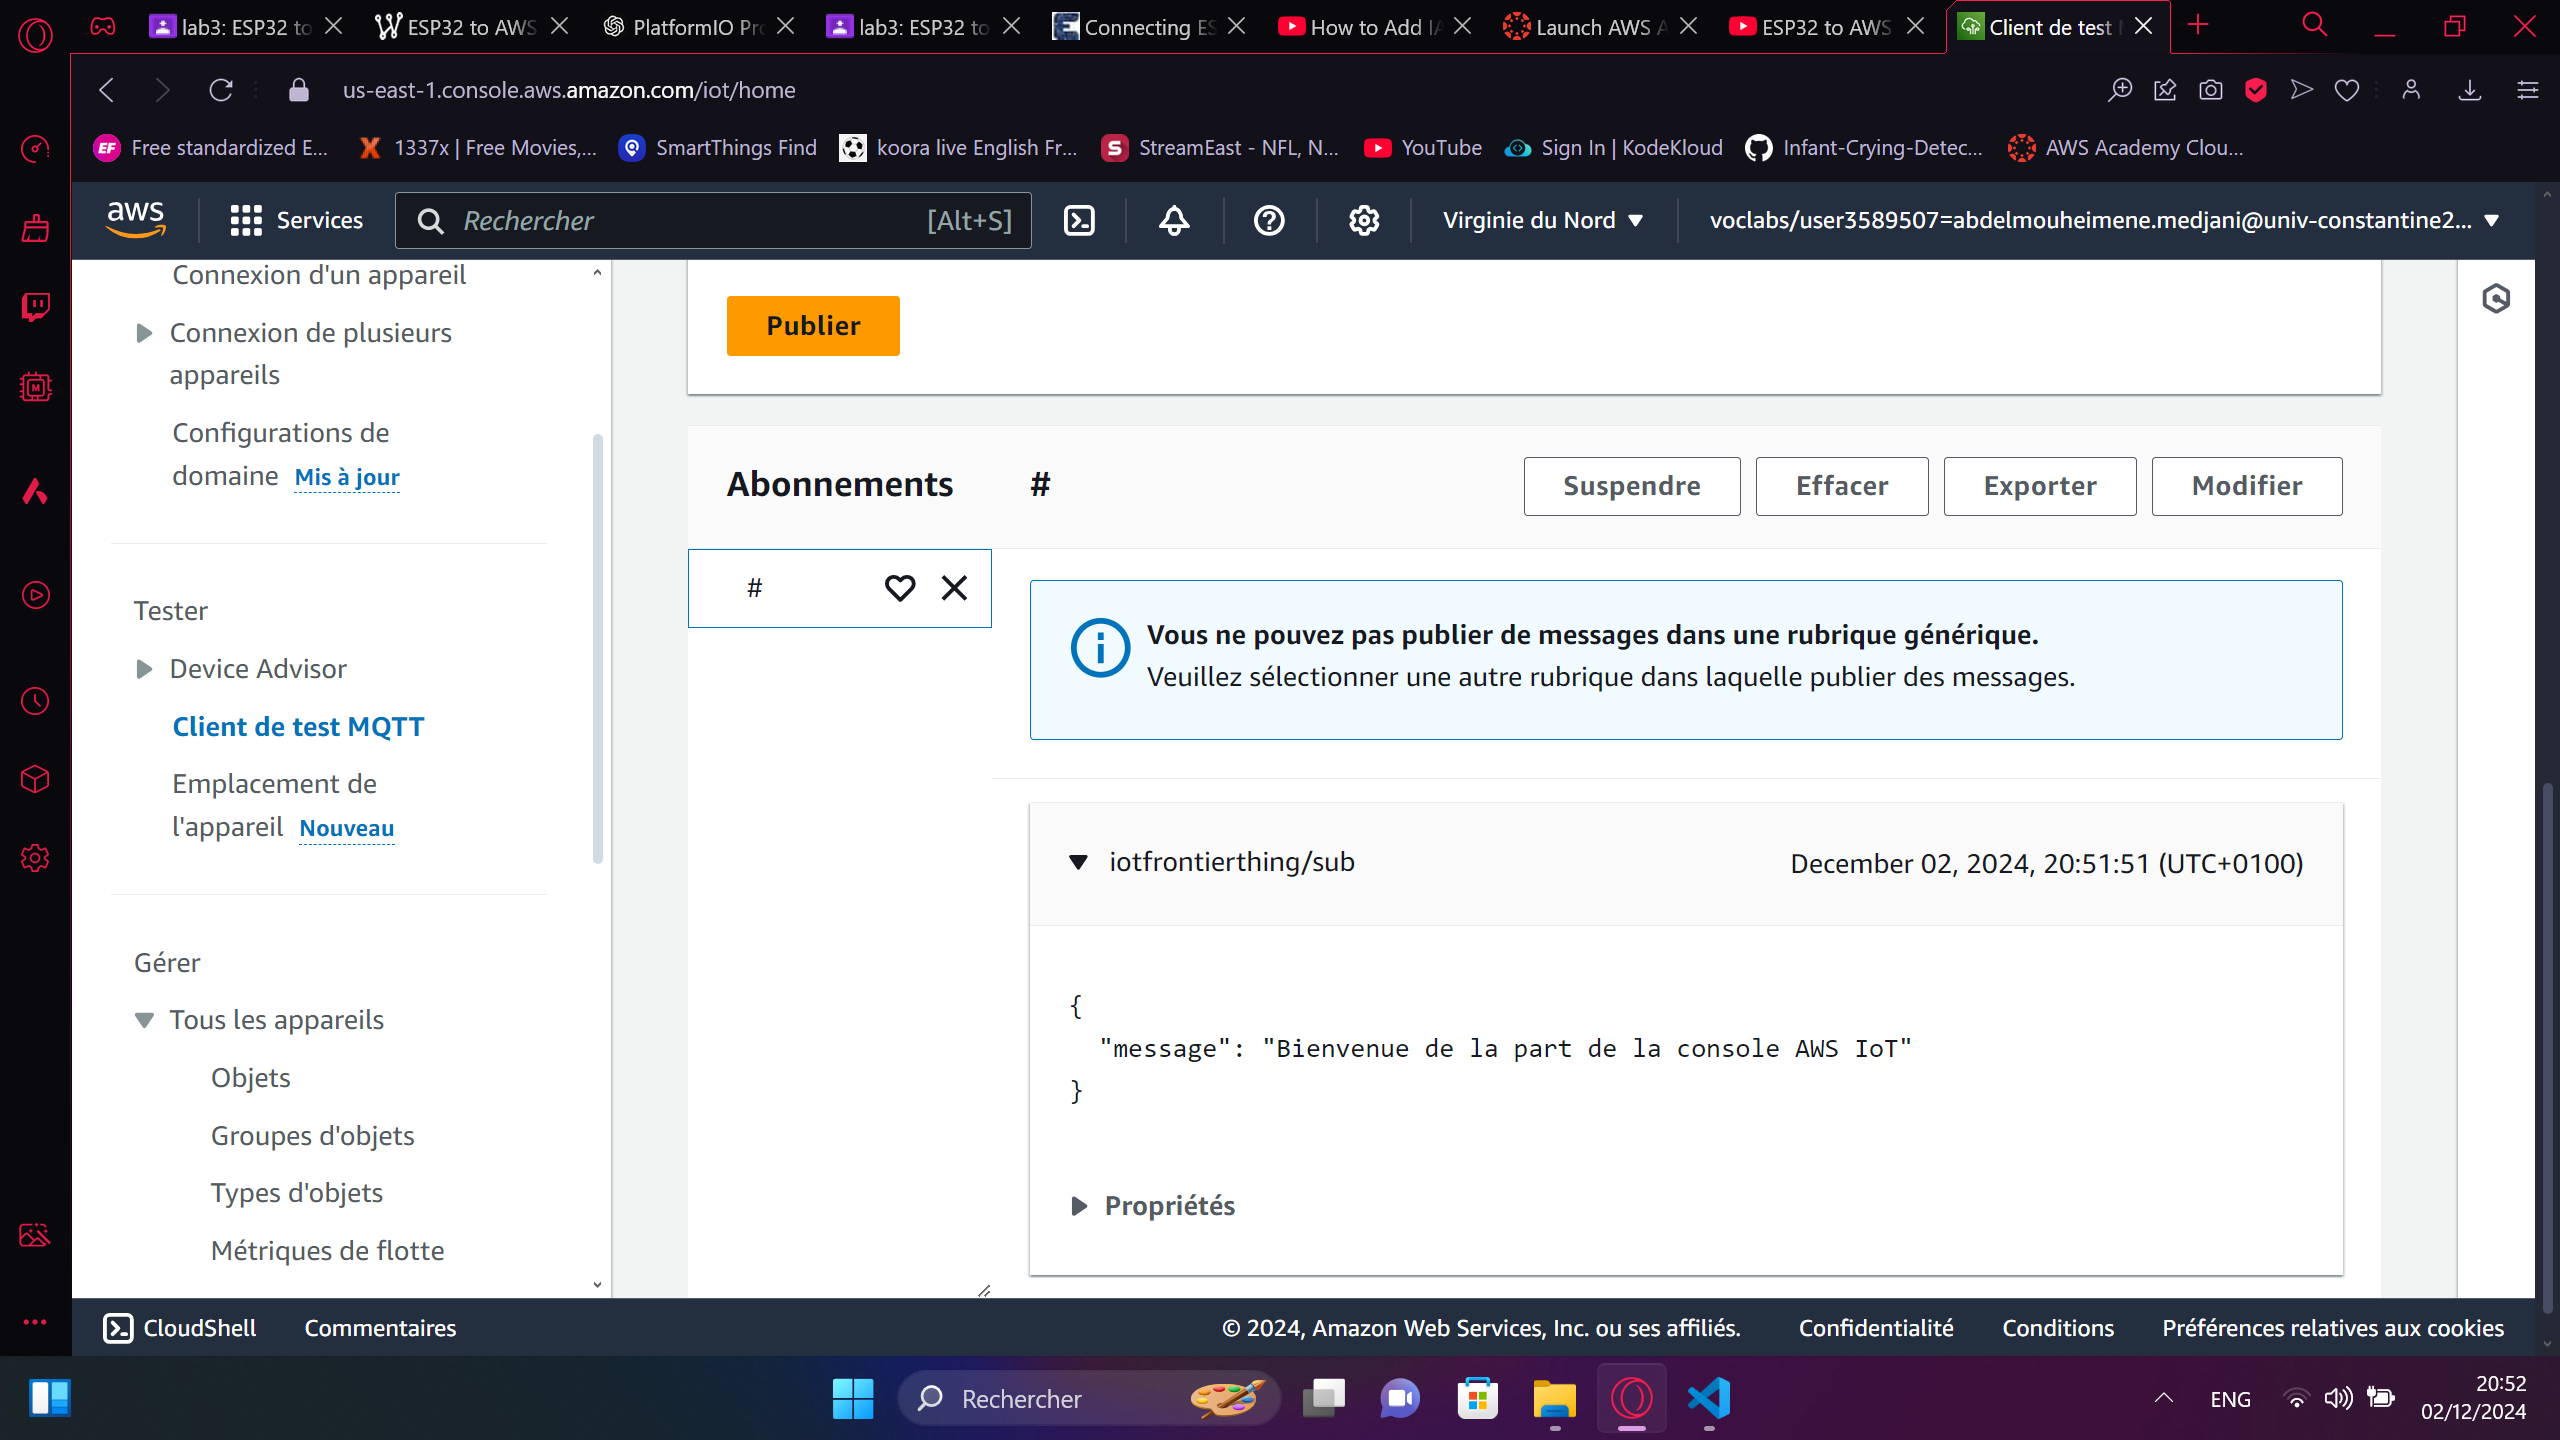 lab3: ESP32 to
ESP32 to AWS
PlatformIO Pro
lab3: ESP32 to
Connecting ES
How to Add IA
Launch AWS A
ESP32 to AWS
Client de test
us-east-1.console.aws.amazon.com/iot/home
Free standardized E...
1337x | Free Movies,...
SmartThings Find
koora live English Fr...
StreamEast - NFL, N...
YouTube
Sign In | KodeKloud
Infant-Crying-Detec...
AWS Academy Clou...
aws
Services
Rechercher
[Alt+S]
Virginie du Nord
voclabs/user3589507=abdelmouheimene.medjani@univ-constantine2...
Connexion d'un appareil
Connexion de plusieurs
appareils
Configurations de
domaine Mis à jour
Tester
Device Advisor
Client de test MQTT
Emplacement de
l'appareil Nouveau
Gérer
Tous les appareils
Objets
Groupes d'objets
Types d'objets
Métriques de flotte
Publier
Abonnements
#
Suspendre
Effacer
Exporter
Modifier
#
Vous ne pouvez pas publier de messages dans une rubrique générique.
Veuillez sélectionner une autre rubrique dans laquelle publier des messages.
iotfrontierthing/sub
December 02, 2024, 20:51:51 (UTC+0100)
{
"message": "Bienvenue de la part de la console AWS IoT"
}
Propriétés
CloudShell
Commentaires
© 2024, Amazon Web Services, Inc. ou ses affiliés.
Confidentialité
Conditions
Préférences relatives aux cookies
Rechercher
ENG
20:52
02/12/2024